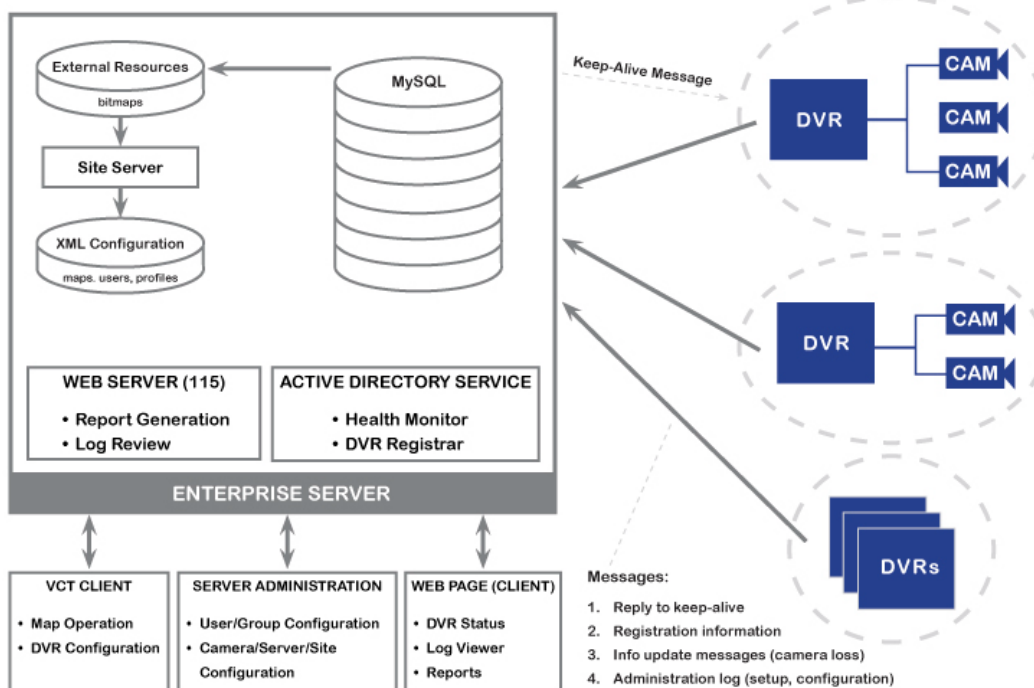 External Resources
bitmaps
Site Server
XML Configuration
maps. users, profiles
MySQL
Keep-Alive Message
DVR
CAM
CAM
CAM
DVR
CAM
CAM
DVRs
WEB SERVER (115)
• Report Generation
• Log Review
ACTIVE DIRECTORY SERVICE
• Health Monitor
• DVR Registrar
ENTERPRISE SERVER
VCT CLIENT
• Map Operation
• DVR Configuration
SERVER ADMINISTRATION
• User/Group Configuration
• Camera/Server/Site
Configuration
WEB PAGE (CLIENT)
• DVR Status
• Log Viewer
• Reports
Messages:
1. Reply to keep-alive
2. Registration information
3. Info update messages (camera loss)
4. Administration log (setup, configuration)